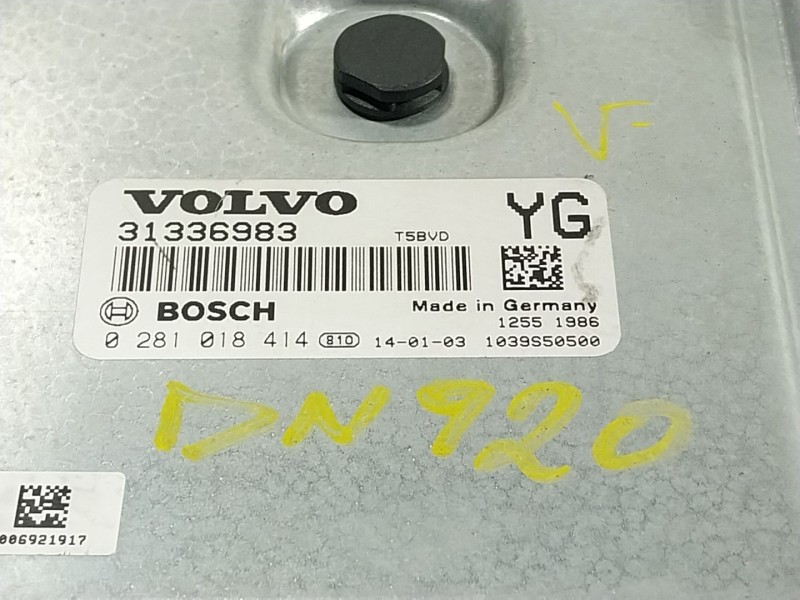 V-
VOLVO YG
31336983 T5BVD
BOSCH Made in Germany
1255 1986
0 281 018 414 810 14-01-03 1039S50500
DN920
006921917